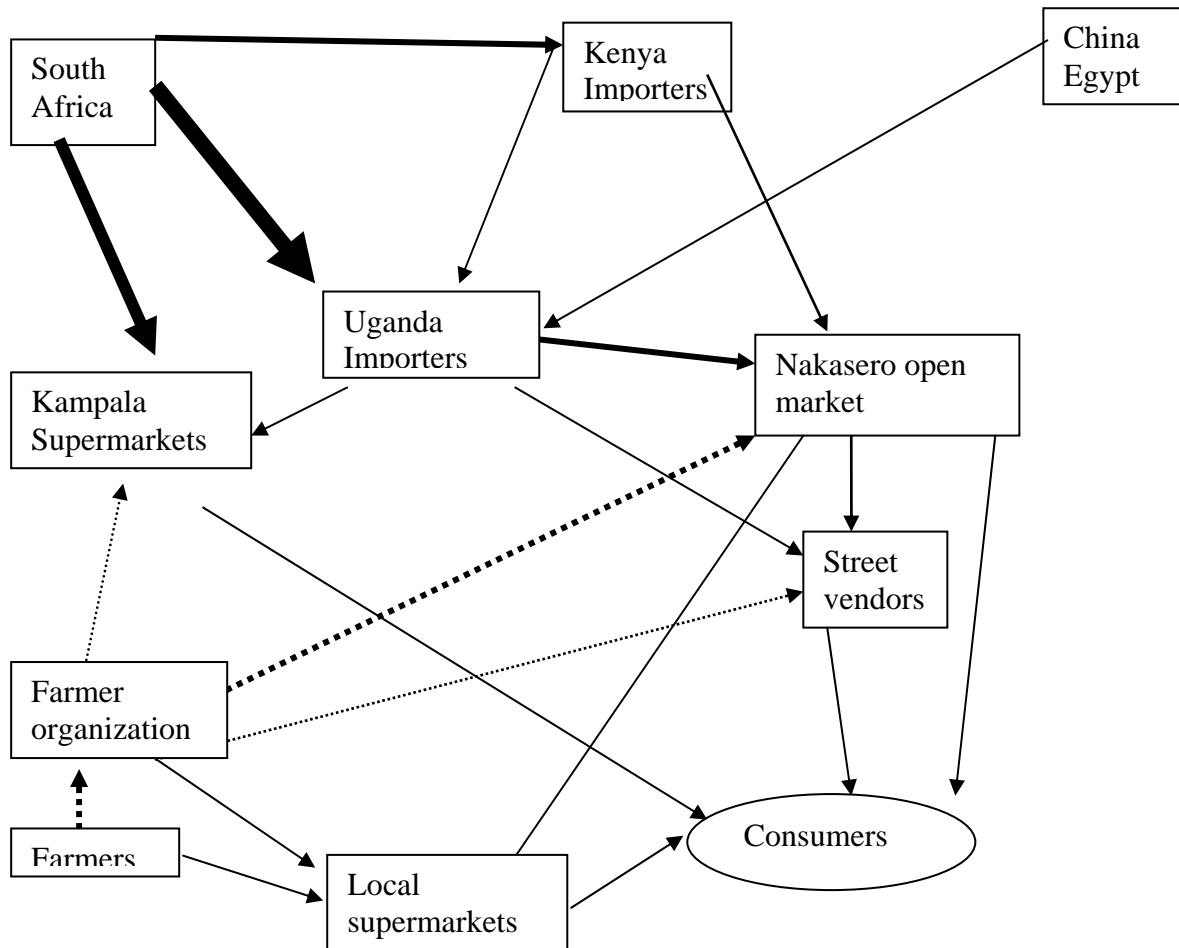 South
Africa
Kenya
Importers
China
Egypt
Uganda
Importers
Nakasero open
market
Kampala
Supermarkets
Street
vendors
Farmer
organization
Consumers
Farmers
Local
supermarkets